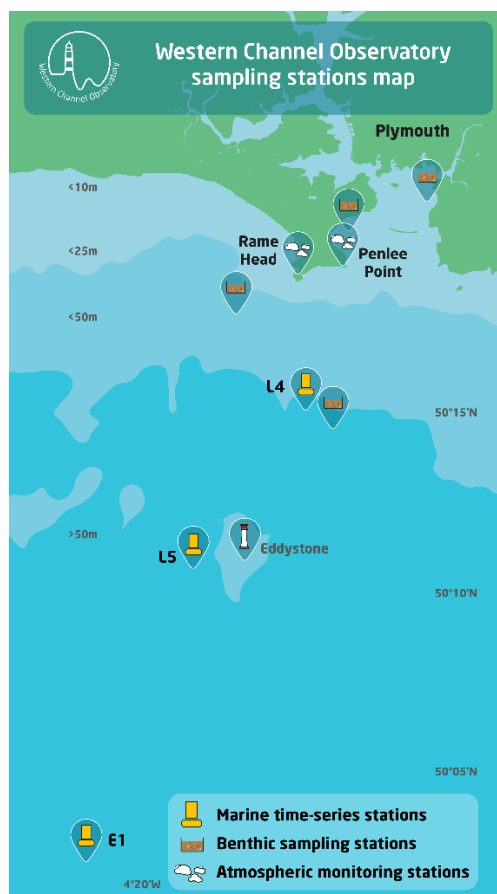 Western Channel Observatory
sampling stations map
Western Channel Observatory
Plymouth
<10m
Rame
Head
Penlee
Point
<25m
<50m
L4
50°15'N
>50m
L5
Eddystone
50°10'N
50°05'N
E1
4°20'W
Marine time-series stations
Benthic sampling stations
Atmospheric monitoring stations